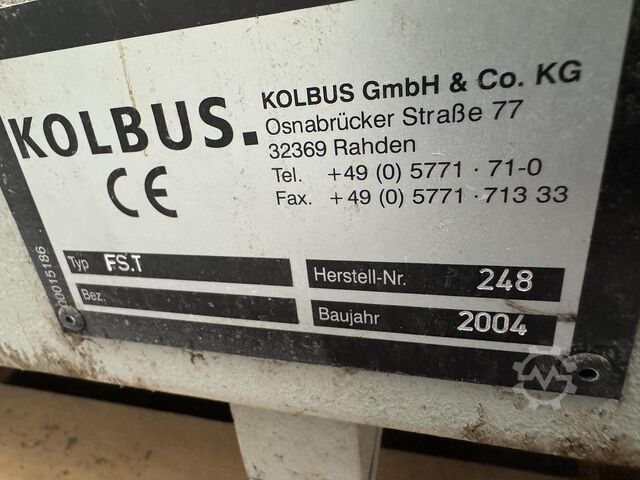 KOLBUS.
CE
KOLBUS GmbH & Co. KG
Osnabrücker Straße 77
32369 Rahden
Tel. +49 (0) 5771 · 71-0
Fax. +49 (0) 5771 · 713 33
Typ FS.T
Bez.
Herstell-Nr. 248
Baujahr 2004
00015186